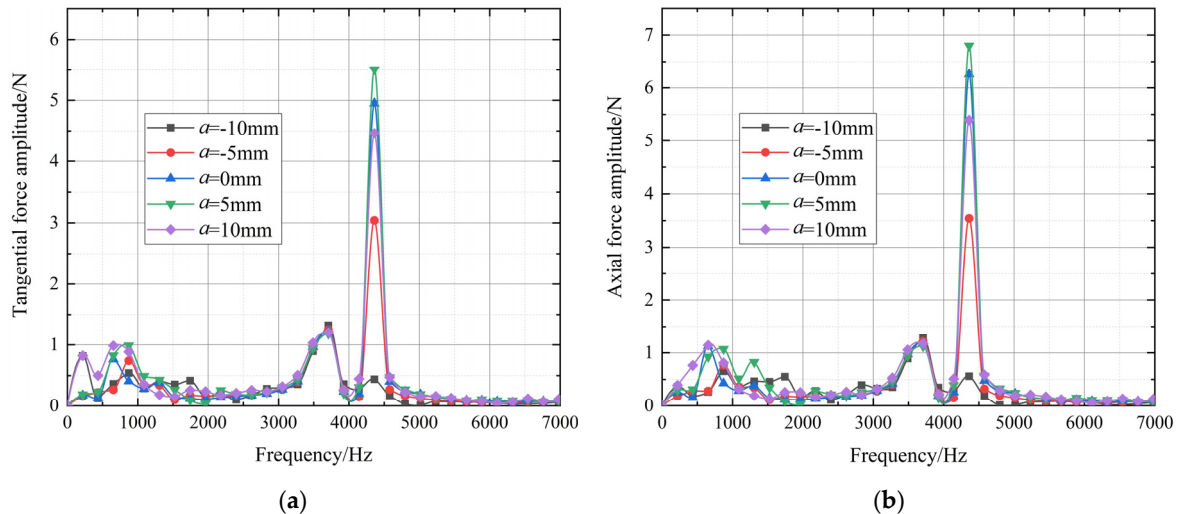 Tangential force amplitude/N
6
5
4
3
2
1
0
a=-10mm
a=-5mm
a=0mm
a=5mm
a=10mm
0 1000 2000 3000 4000 5000 6000 7000
Frequency/Hz
(a)
Axial force amplitude/N
7
6
5
4
3
2
1
0
a=-10mm
a=-5mm
a=0mm
a=5mm
a=10mm
0 1000 2000 3000 4000 5000 6000 7000
Frequency/Hz
(b)